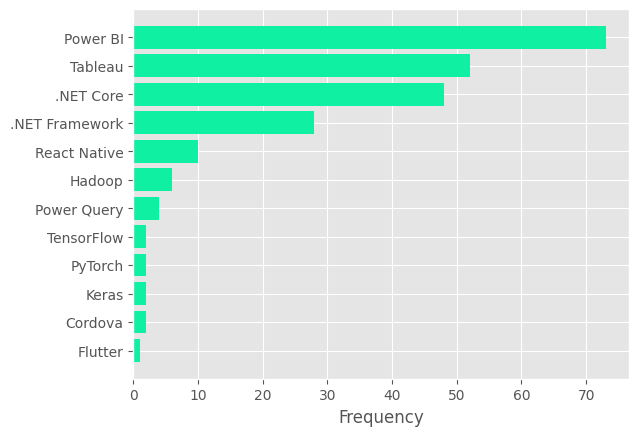 Power BI
Tableau
.NET Core
.NET Framework
React Native
Hadoop
Power Query
TensorFlow
PyTorch
Keras
Cordova
Flutter
0 10 20 30 40 50 60 70
Frequency